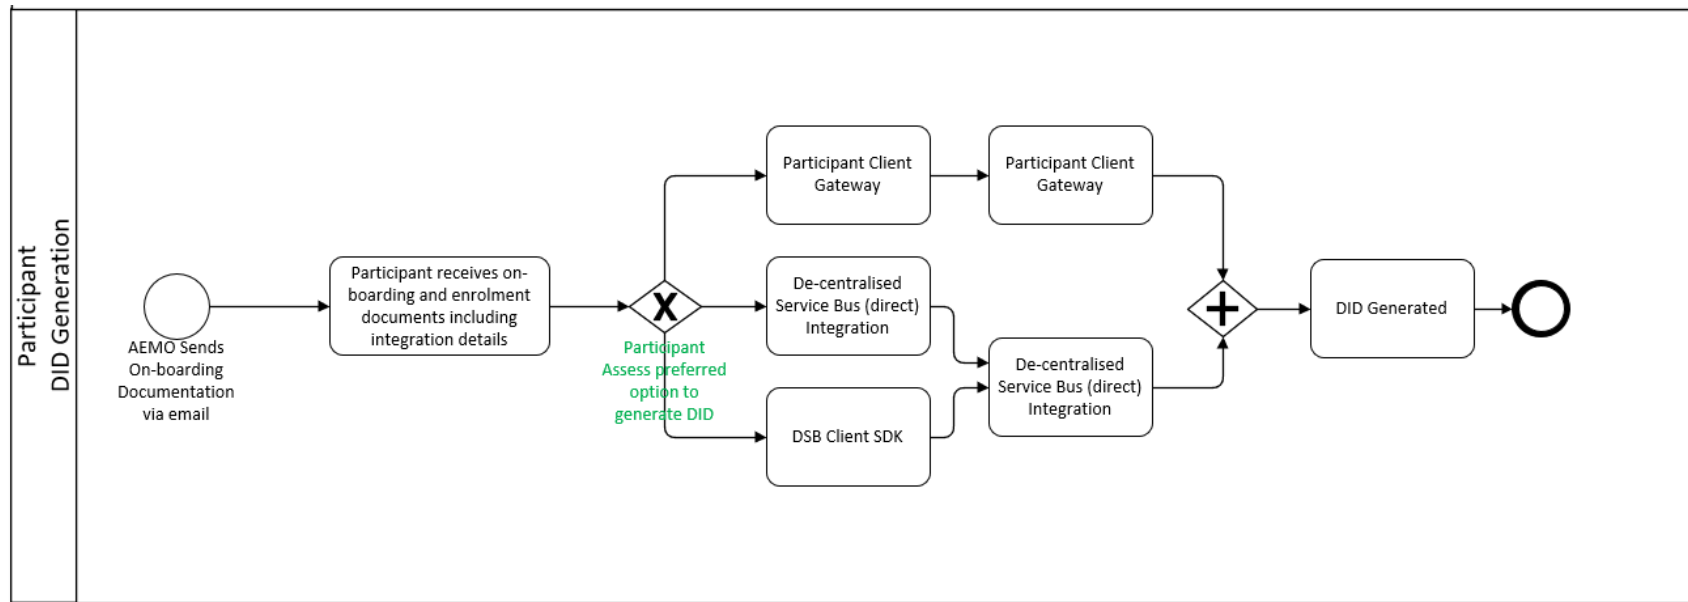 Participant
DID Generation
AEMO Sends
On-boarding
Documentation
via email
Participant receives on-
boarding and enrolment
documents including
integration details
X
Participant
Assess preferred
option to
generate DID
Participant Client
Gateway
Participant Client
Gateway
De-centralised
Service Bus (direct)
Integration
DSB Client SDK
De-centralised
Service Bus (direct)
Integration
DID Generated